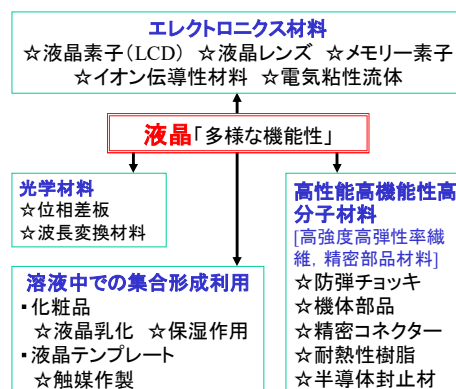 エレクトロニクス材料
☆液晶素子(LCD) ☆液晶レンズ ☆メモリー素子
☆イオン伝導性材料 ☆電気粘性流体
液晶「多様な機能性」
光学材料
☆位相差板
☆波長変換材料
溶液中での集合形成利用
・化粧品
☆液晶乳化 ☆保湿作用
・液晶テンプレート
☆触媒作製
高性能高機能性高
分子材料
[高強度高弾性率繊
維, 精密部品材料]
☆防弾チョッキ
☆機体部品
☆精密コネクター
☆耐熱性樹脂
☆半導体封止材